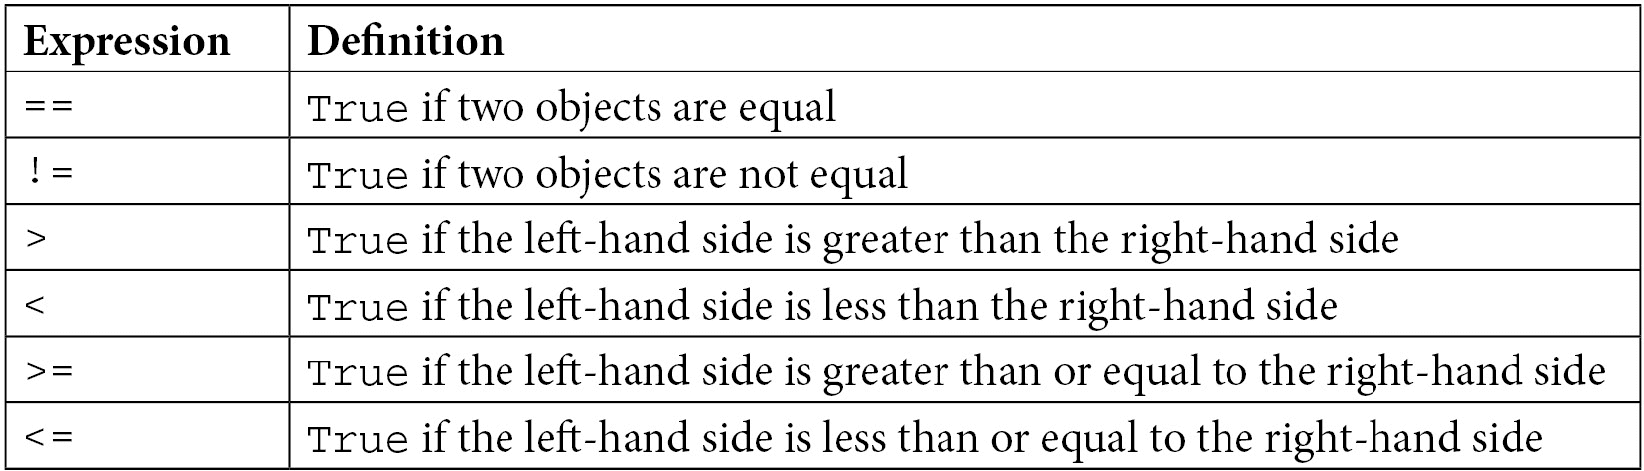 Expression Definition
== True if two objects are equal
!= True if two objects are not equal
> True if the left-hand side is greater than the right-hand side
< True if the left-hand side is less than the right-hand side
>= True if the left-hand side is greater than or equal to the right-hand side
<= True if the left-hand side is less than or equal to the right-hand side